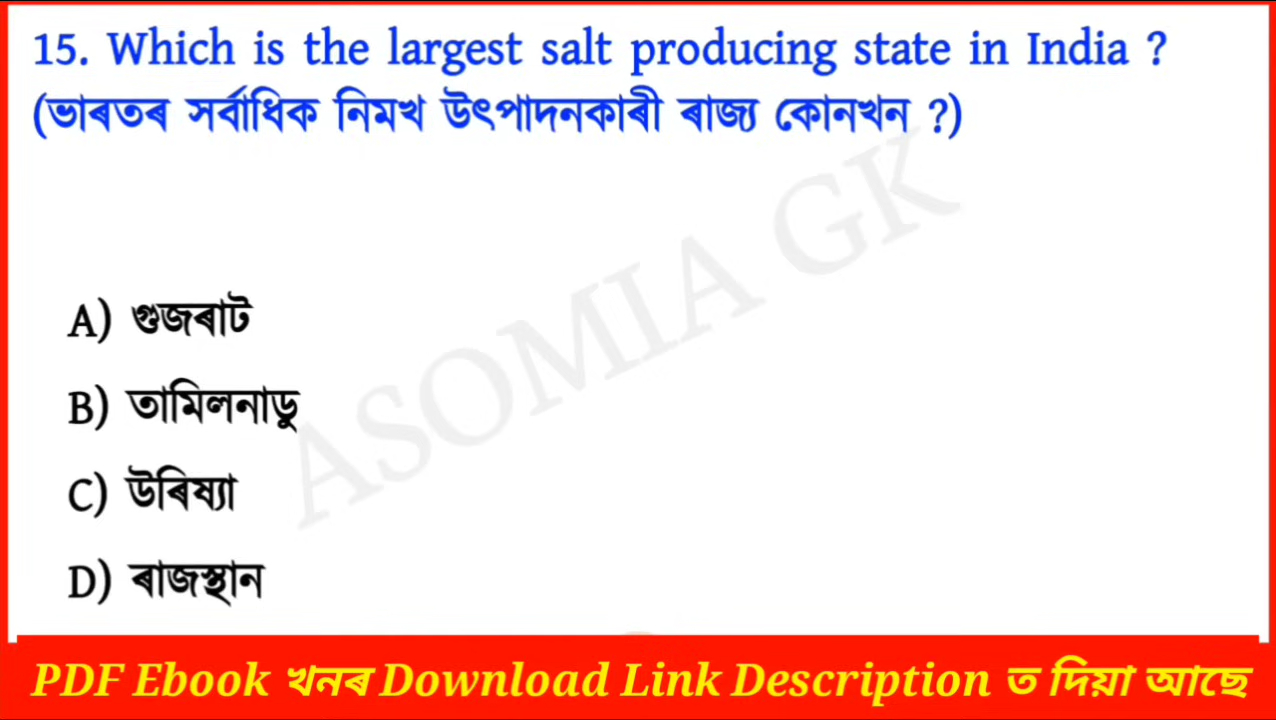 15. Which is the largest salt producing state in India ?
(ভাৰতৰ সৰ্বাধিক নিমখ উৎপাদনকাৰী ৰাজ্য কোনখন ?)
ASOMIA GK
A) গুজৰাট
B) তামিলনাড়ু
C) উৰিষ্যা
D) ৰাজস্থান
PDF Ebook খনৰ Download Link Description ত দিয়া আছে